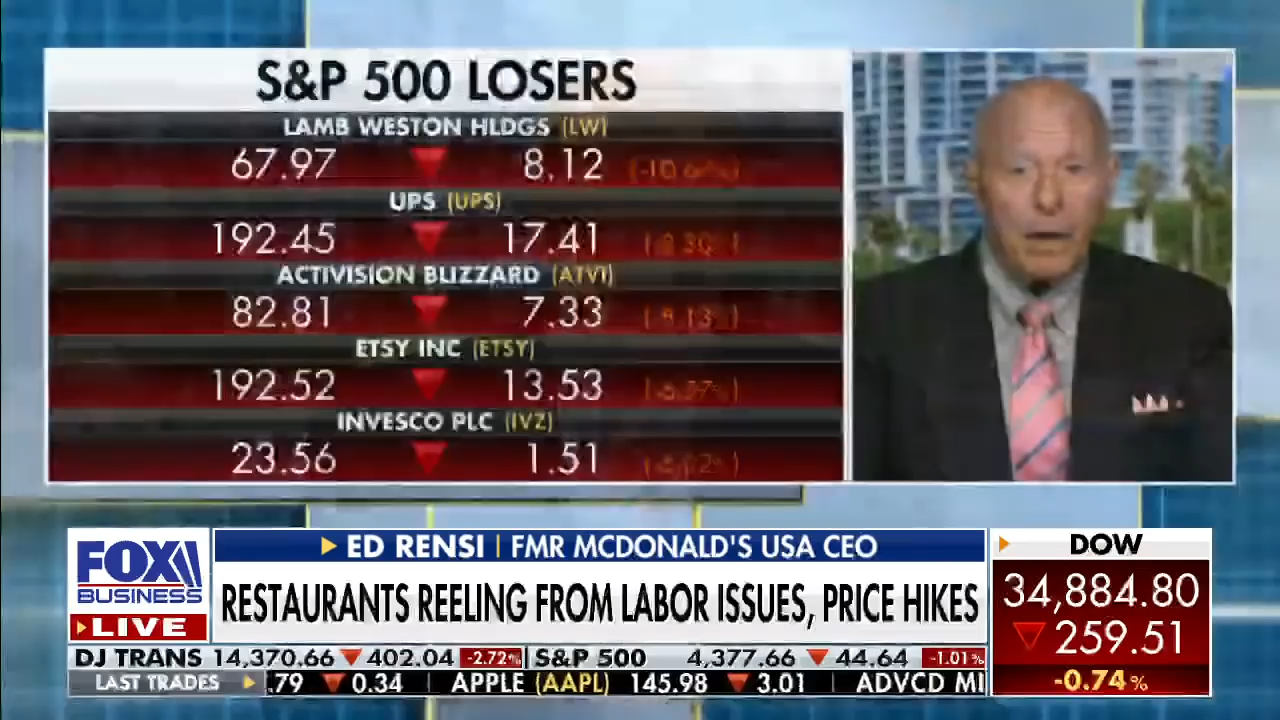 S&P 500 LOSERS
LAMB WESTON HLDGS (LW)
67.97 ▼ 8.12
UPS (UPS)
192.45 ▼ 17.41
ACTIVISION BLIZZARD (ATVI)
82.81 ▼ 7.33
ETSY INC (ETSY)
192.52 ▼ 13.53
INVESCO PLC (IVZ)
23.56 ▼ 1.51
FOX
BUSINESS
LIVE
ED RENSI | FMR MCDONALD'S USA CEO
RESTAURANTS REELING FROM LABOR ISSUES, PRICE HIKES
DOW
34,884.80
▼ 259.51
-0.74%
DJ TRANS 14,370.66 ▼ 402.04 -2.72% S&P 500 4,377.66 ▼ 44.64 -1.01%
LAST TRADES .79 ▼ 0.34 APPLE (AAPL) 145.98 ▼ 3.01 ADVCD MI